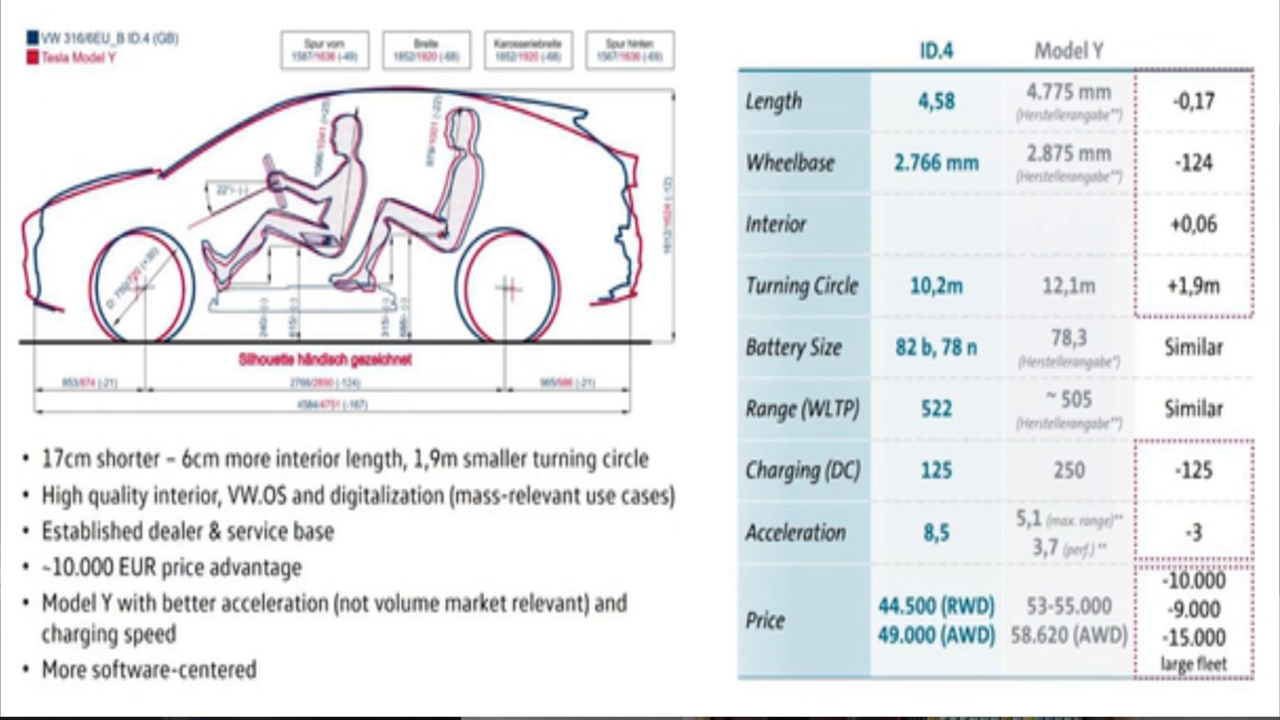 VW 316/6EU_B ID.4 (GB)
Tesla Model Y
Spur vorn
1587/1636 (-49)
Breite
1852/1920 (-68)
Karosseriebreite
1852/1920 (-68)
Spur hinten
1567/1636 (-69)
22°/- (-)
Silhouette händisch gezeichnet
853/874 (-21)
2766/2890 (-124)
965/986 (-21)
4584/4751 (-167)
• 17cm shorter – 6cm more interior length, 1,9m smaller turning circle
• High quality interior, VW.OS and digitalization (mass-relevant use cases)
• Established dealer & service base
• ~10.000 EUR price advantage
• Model Y with better acceleration (not volume market relevant) and
charging speed
• More software-centered
ID.4 Model Y
Length 4,58 4.775 mm (Herstellerangabe**) -0,17
Wheelbase 2.766 mm 2.875 mm (Herstellerangabe**) -124
Interior +0,06
Turning Circle 10,2m 12,1m +1,9m
Battery Size 82 b, 78 n 78,3 (Herstellerangabe*) Similar
Range (WLTP) 522 ~ 505 (Herstellerangabe**) Similar
Charging (DC) 125 250 -125
Acceleration 8,5 5,1 (max. range)** -3
3,7 (perf.) **
Price
44.500 (RWD) 53-55.000
49.000 (AWD) 58.620 (AWD)
-10.000
-9.000
-15.000
large fleet